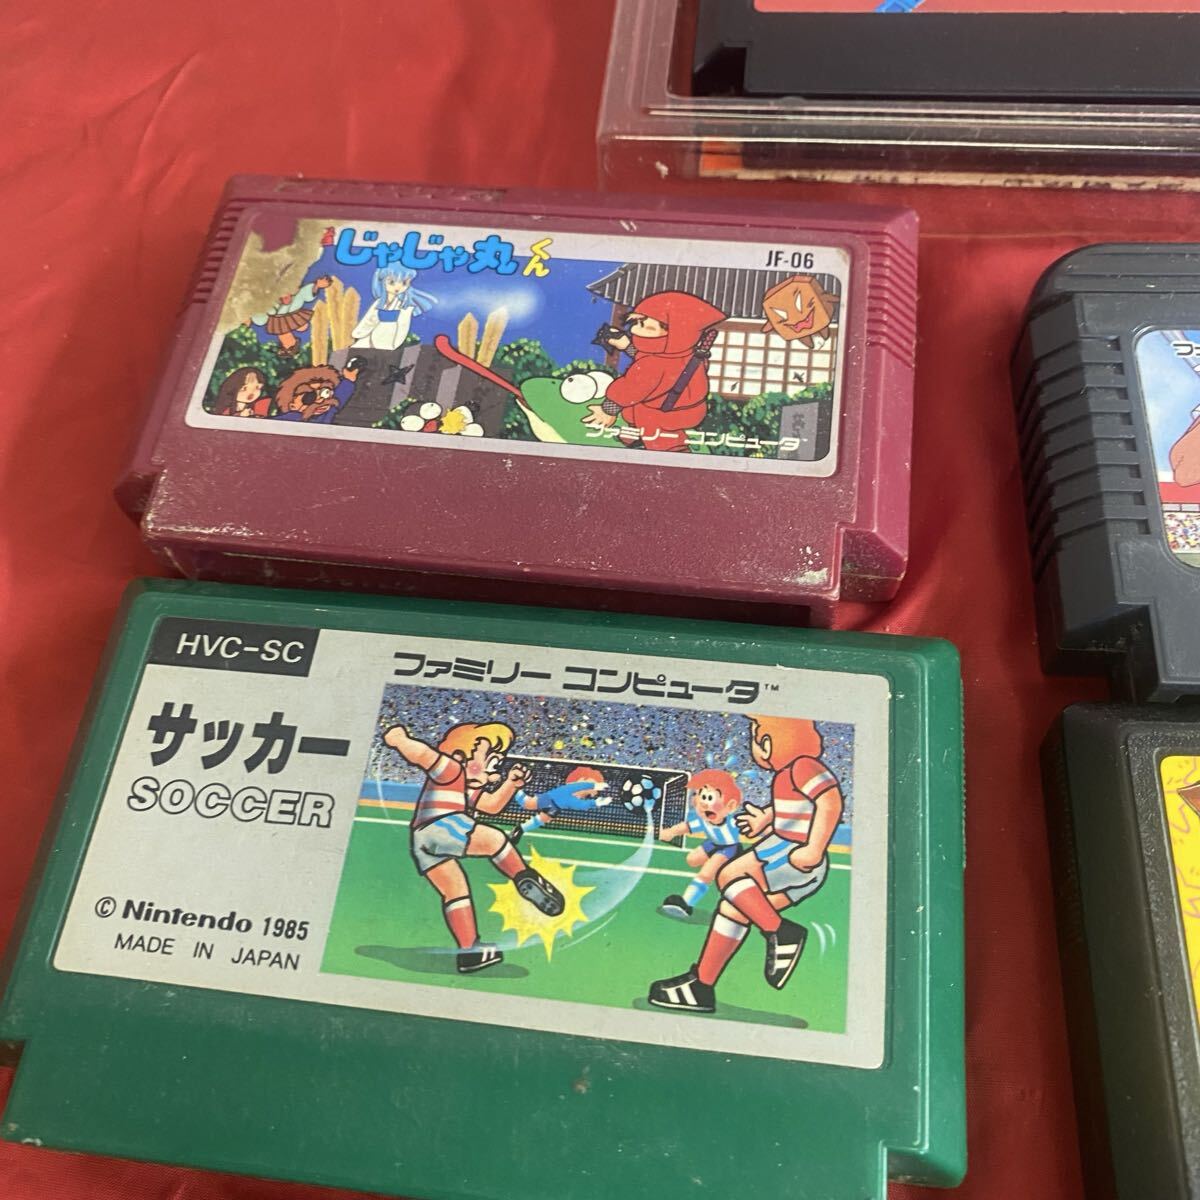 じゃじゃ丸くん
JF-06
ファミリー コンピュータ
HVC-SC
ファミリー コンピュータ™
サッカー
SOCCER
© Nintendo 1985
MADE IN JAPAN